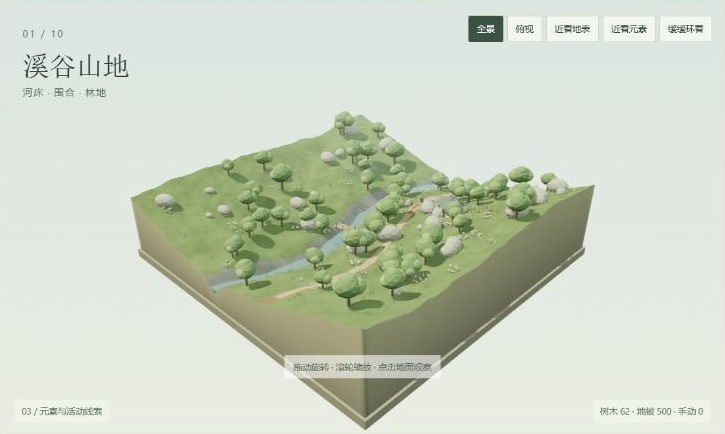 01 / 10
全景
俯视
近看地表
近看元素
缓缓环看
溪谷山地
河床 · 围合 · 林地
拖动旋转 · 滚轮缩放 · 点击地面观察
03 / 元素与活动线索
树木 62 · 地被 500 · 手动 0